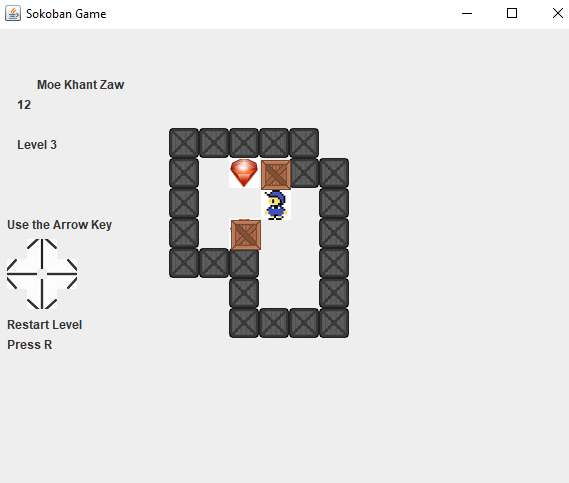 Sokoban Game
Moe Khant Zaw
12
Level 3
Use the Arrow Key
Restart Level
Press R